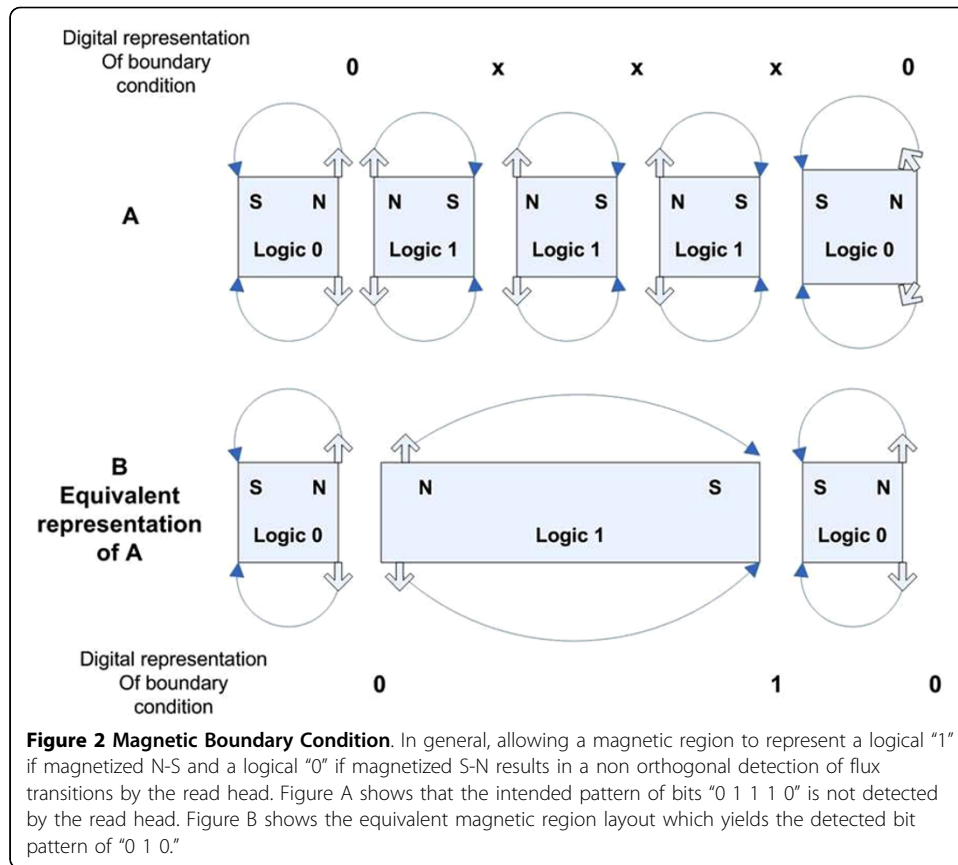 Digital representation
Of boundary
condition
0 x x x 0
A
S N N S N S N S S N
Logic 0 Logic 1 Logic 1 Logic 1 Logic 0
B
Equivalent
representation
of A
S N N S S N
Logic 0 Logic 1 Logic 0
Digital representation
Of boundary
condition
0 1 0
Figure 2 Magnetic Boundary Condition. In general, allowing a magnetic region to represent a logical “1”
if magnetized N-S and a logical “0” if magnetized S-N results in a non orthogonal detection of flux
transitions by the read head. Figure A shows that the intended pattern of bits “0 1 1 1 0” is not detected
by the read head. Figure B shows the equivalent magnetic region layout which yields the detected bit
pattern of “0 1 0.”